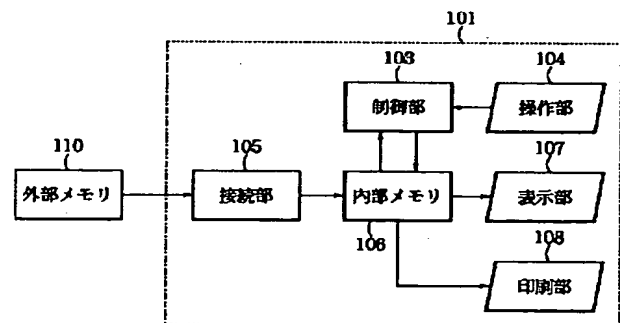 101
103
104
制御部
操作部
110
105
107
外部メモリ
接続部
内部メモリ
表示部
106
108
印刷部